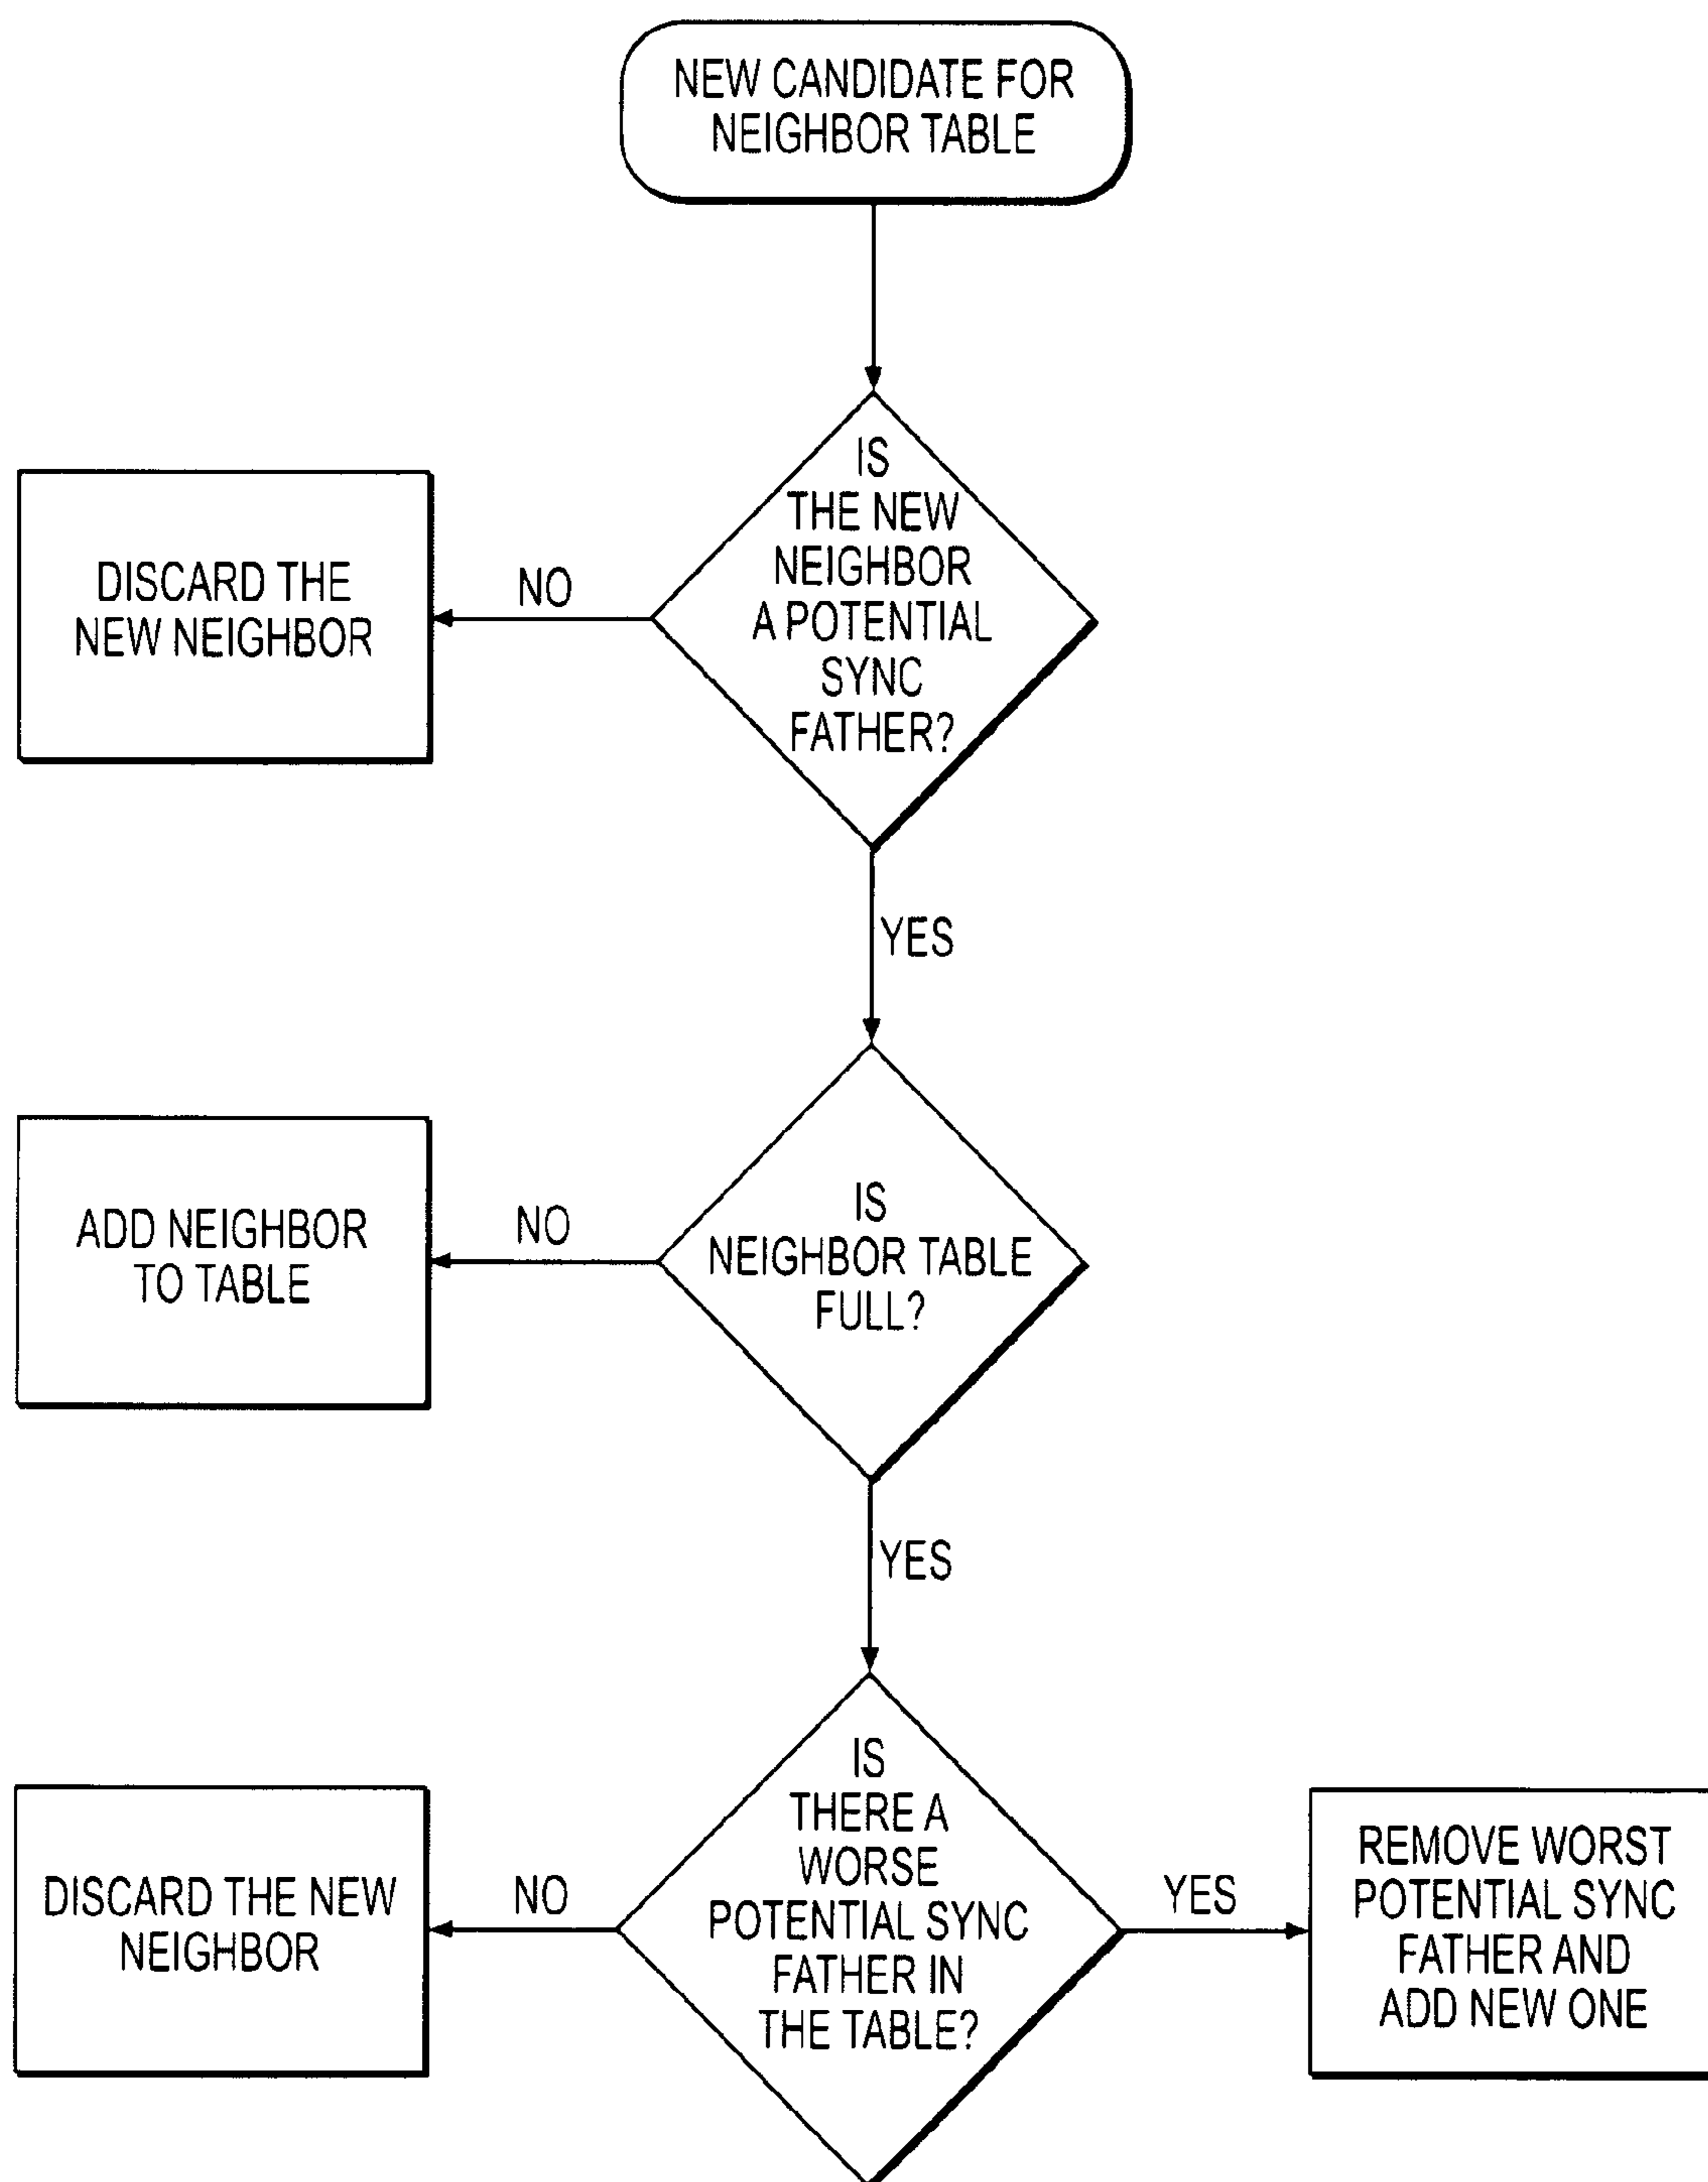 NEW CANDIDATE FOR
NEIGHBOR TABLE
IS
THE NEW
NEIGHBOR
A POTENTIAL
SYNC
FATHER?
NO
DISCARD THE
NEW NEIGHBOR
YES
IS
NEIGHBOR TABLE
FULL?
NO
ADD NEIGHBOR
TO TABLE
YES
IS
THERE A
WORSE
POTENTIAL SYNC
FATHER IN
THE TABLE?
NO
DISCARD THE NEW
NEIGHBOR
YES
REMOVE WORST
POTENTIAL SYNC
FATHER AND
ADD NEW ONE